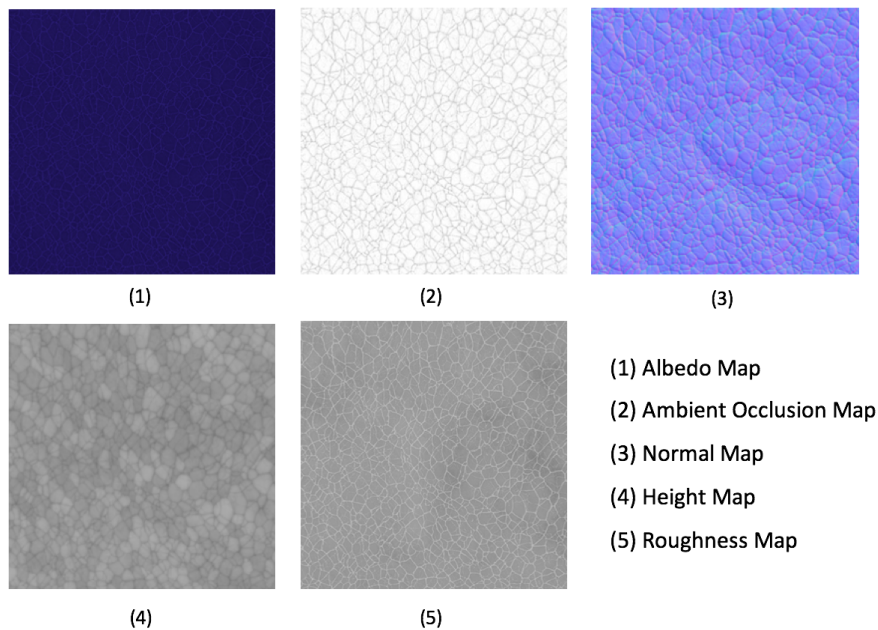 (1)
(2)
(3)
(1) Albedo Map
(2) Ambient Occlusion Map
(3) Normal Map
(4) Height Map
(5) Roughness Map
(4)
(5)